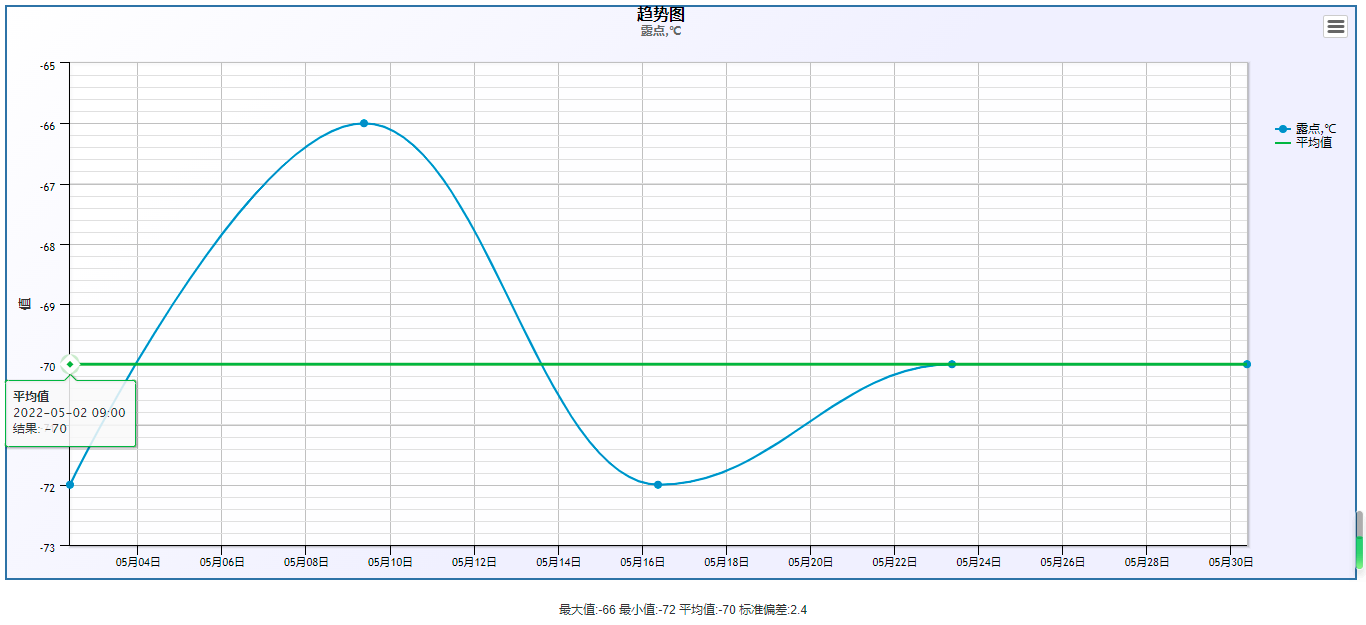 趋势图
露点,℃
值
-65
-66
-67
-68
-69
-70
-72
-73
露点,℃
平均值
平均值
2022-05-02 09:00
结果: -70
05月04日 05月06日 05月08日 05月10日 05月12日 05月14日 05月16日 05月18日 05月20日 05月22日 05月24日 05月26日 05月28日 05月30日
最大值:-66 最小值:-72 平均值:-70 标准偏差:2.4